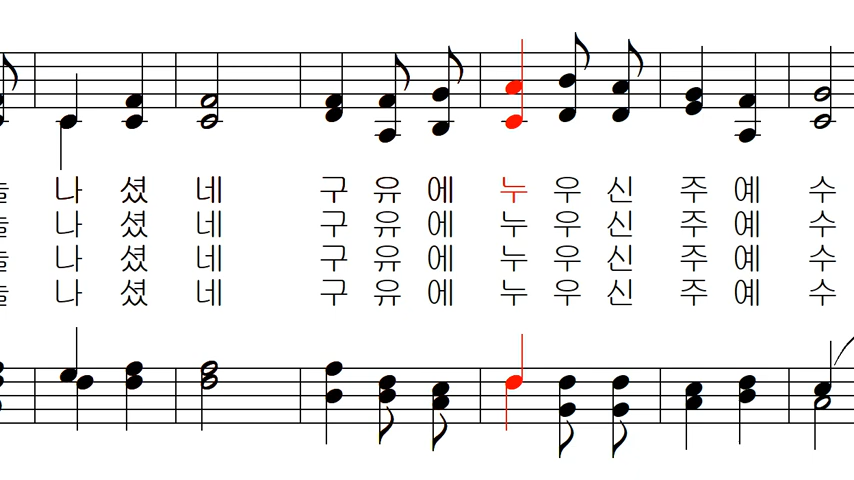 나 셨 네 구 유 에 누 우 신 주 예 수
나 셨 네 구 유 에 누 우 신 주 예 수
나 셨 네 구 유 에 누 우 신 주 예 수
나 셨 네 구 유 에 누 우 신 주 예 수